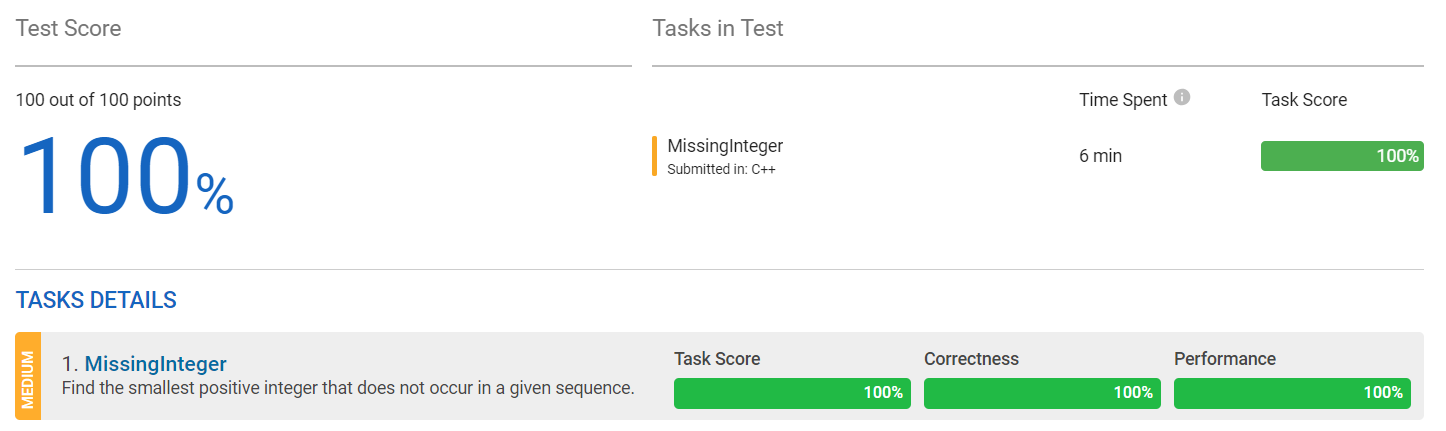 Test Score
100 out of 100 points
100%
Tasks in Test
Time Spent
Task Score
MissingInteger
Submitted in: C++
6 min
100%
TASKS DETAILS
MEDIUM
1. MissingInteger
Find the smallest positive integer that does not occur in a given sequence.
Task Score
100%
Correctness
100%
Performance
100%